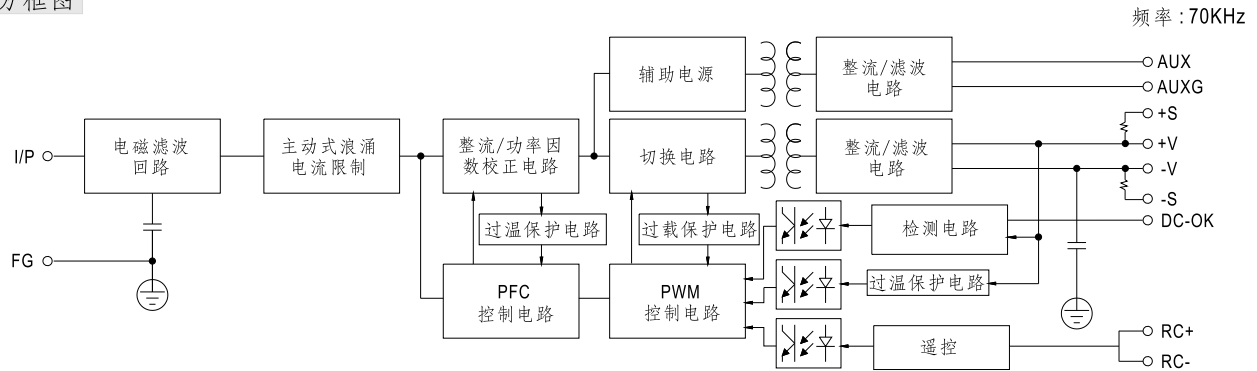 方框图
频率:70KHz
辅助电源
整流/滤波
电路
AUX
AUXG
I/P
电磁滤波
回路
主动式浪涌
电流限制
整流/功率因
数校正电路
切换电路
整流/滤波
电路
+S
+V
-V
-S
过温保护电路
过载保护电路
检测电路
DC-OK
FG
PFC
控制电路
PWM
控制电路
过温保护电路
遥控
RC+
RC-